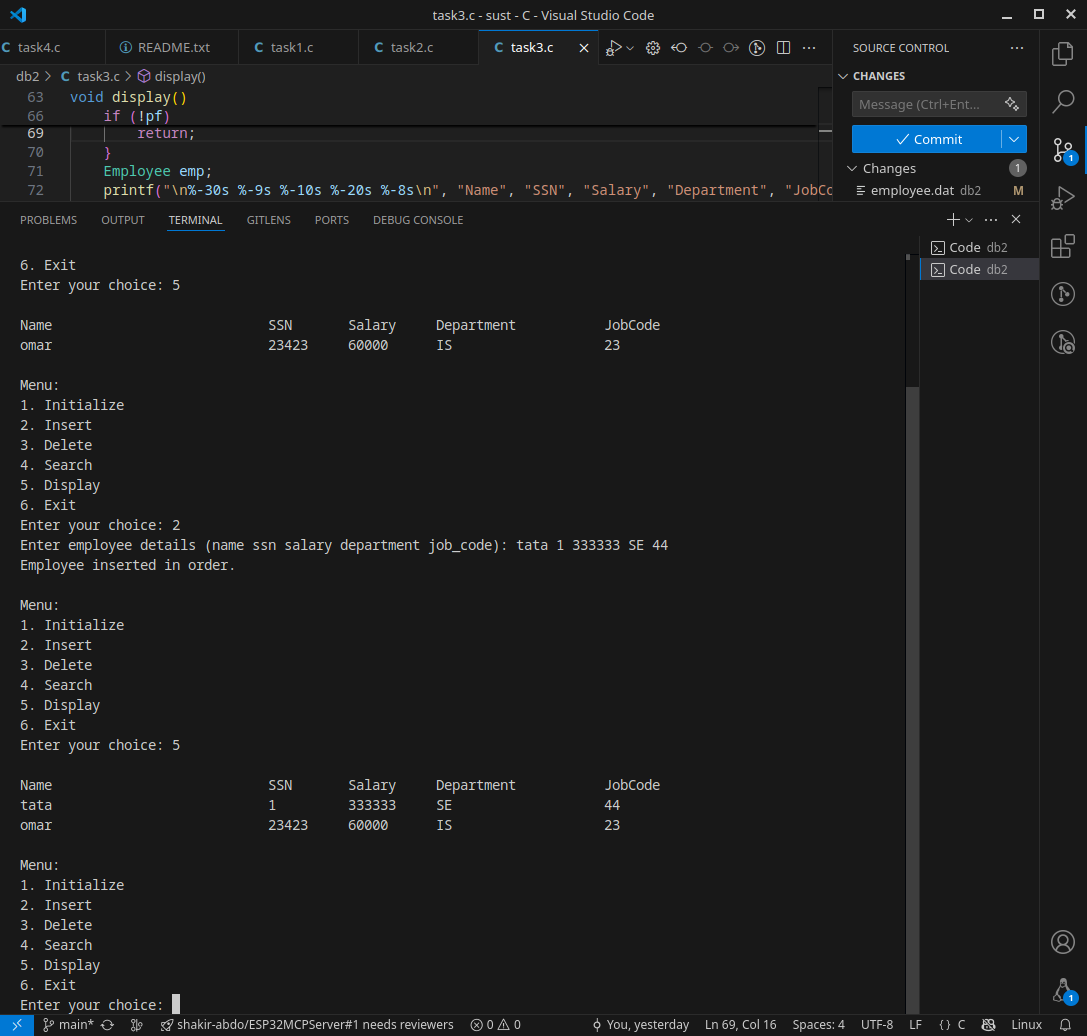 task3.c - sust - C - Visual Studio Code
C task4.c README.txt C task1.c C task2.c C task3.c
SOURCE CONTROL
db2 > C task3.c > display()
CHANGES
63 void display()
66 if (!pf)
69 return;
70 }
71 Employee emp;
72 printf("\n%-30s %-9s %-10s %-20s %-8s\n", "Name", "SSN", "Salary", "Department", "JobCo
Message (Ctrl+Ent...
Commit
Changes 1
employee.dat db2 M
PROBLEMS OUTPUT TERMINAL GITLENS PORTS DEBUG CONSOLE
Code db2
Code db2
6. Exit
Enter your choice: 5
Name SSN Salary Department JobCode
omar 23423 60000 IS 23
Menu:
1. Initialize
2. Insert
3. Delete
4. Search
5. Display
6. Exit
Enter your choice: 2
Enter employee details (name ssn salary department job_code): tata 1 333333 SE 44
Employee inserted in order.
Menu:
1. Initialize
2. Insert
3. Delete
4. Search
5. Display
6. Exit
Enter your choice: 5
Name SSN Salary Department JobCode
tata 1 333333 SE 44
omar 23423 60000 IS 23
Menu:
1. Initialize
2. Insert
3. Delete
4. Search
5. Display
6. Exit
Enter your choice:
1
1
main* shakir-abdo/ESP32MCPServer#1 needs reviewers 0 0 You, yesterday Ln 69, Col 16 Spaces: 4 UTF-8 LF {} C Linux